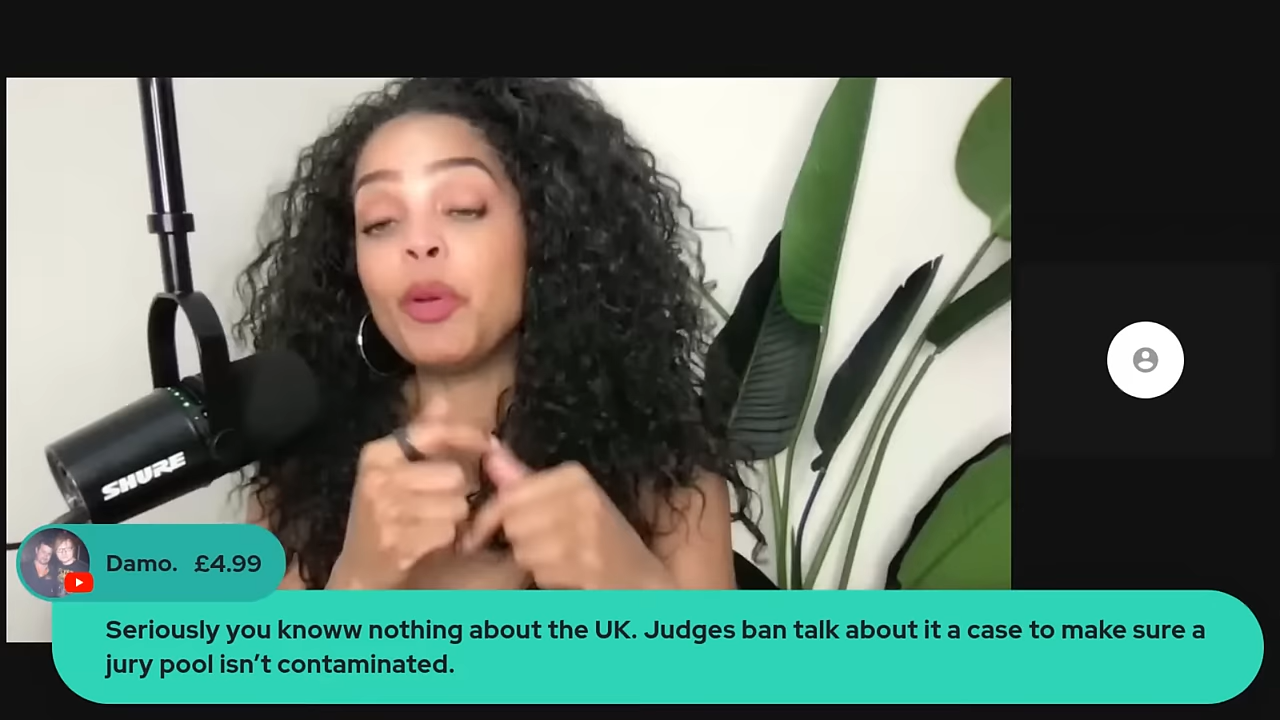 SHURE
Damo. £4.99
Seriously you knoww nothing about the UK. Judges ban talk about it a case to make sure a
jury pool isn't contaminated.